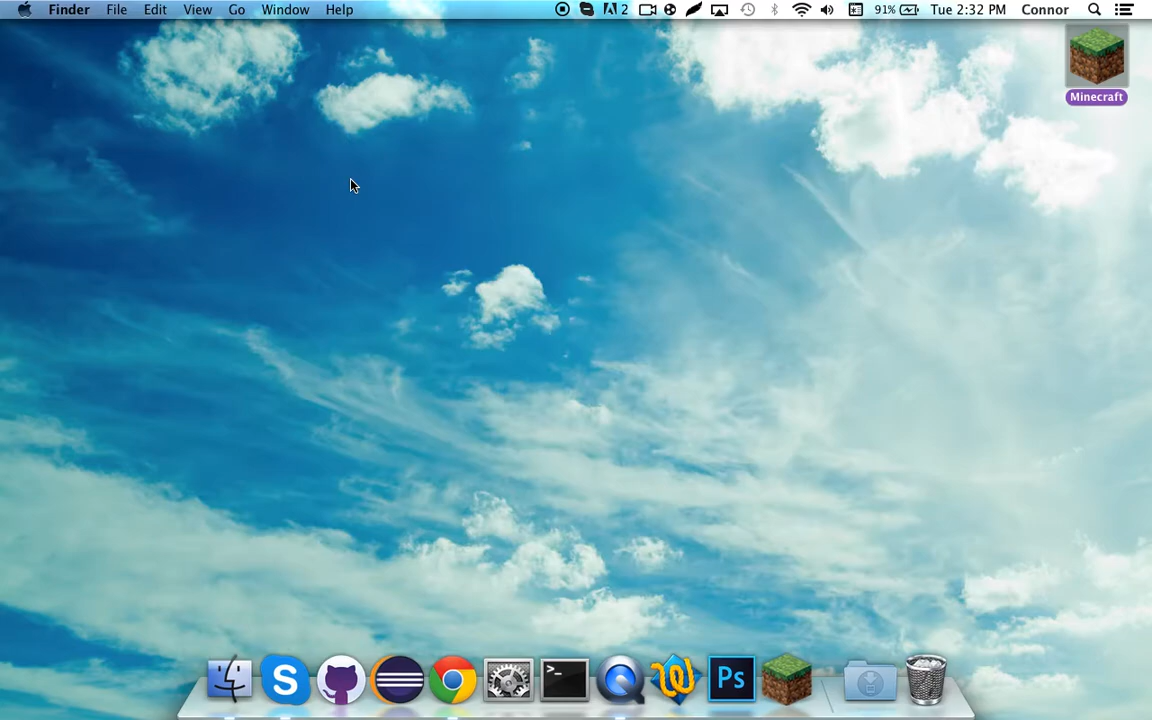 Finder File Edit View Go Window Help 2 91% Tue 2:32 PM Connor
Minecraft
S
>_
Ps